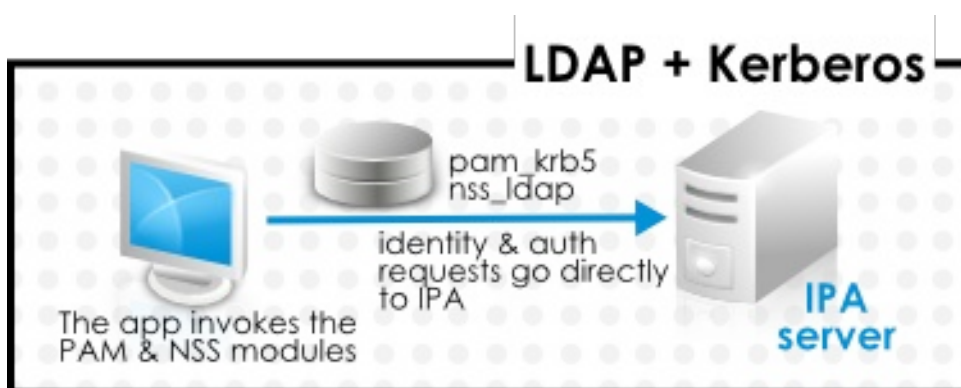 LDAP + Kerberos
pam_krb5
nss_ldap
identity & auth
requests go directly
to IPA
The app invokes the
PAM & NSS modules
IPA
server